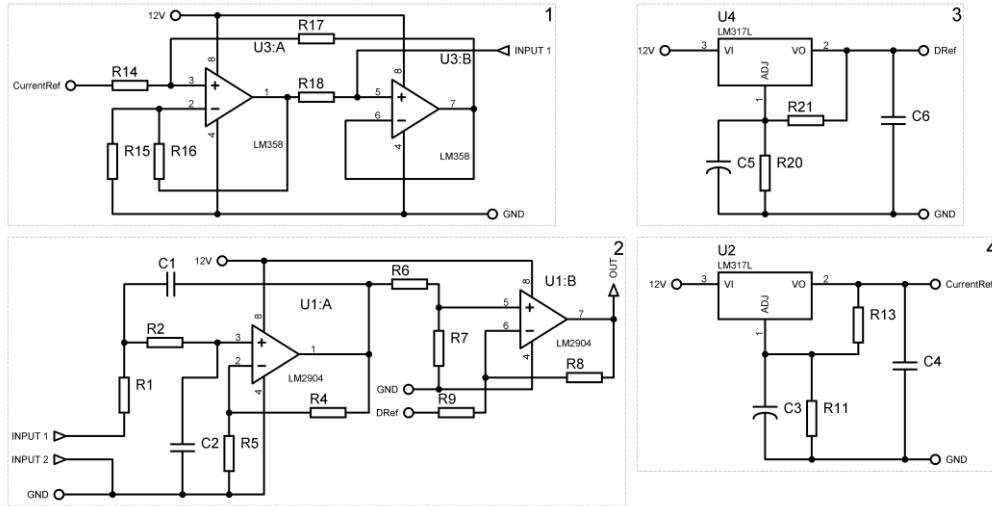 1
12V
R17
U3:A
U3:B
INPUT 1
CurrentRef
R14
R18
8
3
2
1
4
8
5
6
7
4
R15
R16
LM358
LM358
GND
2
C1
12V
R6
U1:B
OUT
U1:A
R2
8
3
2
1
4
8
5
6
7
4
R7
LM2904
LM2904
R1
R4
R8
GND
DRef
R9
INPUT 1
INPUT 2
C2
R5
GND
3
U4
LM317L
12V
3
VI
VO
2
DRef
ADJ
1
R21
C6
C5
R20
GND
4
U2
LM317L
12V
3
VI
VO
2
CurrentRef
ADJ
1
R13
C4
C3
R11
GND